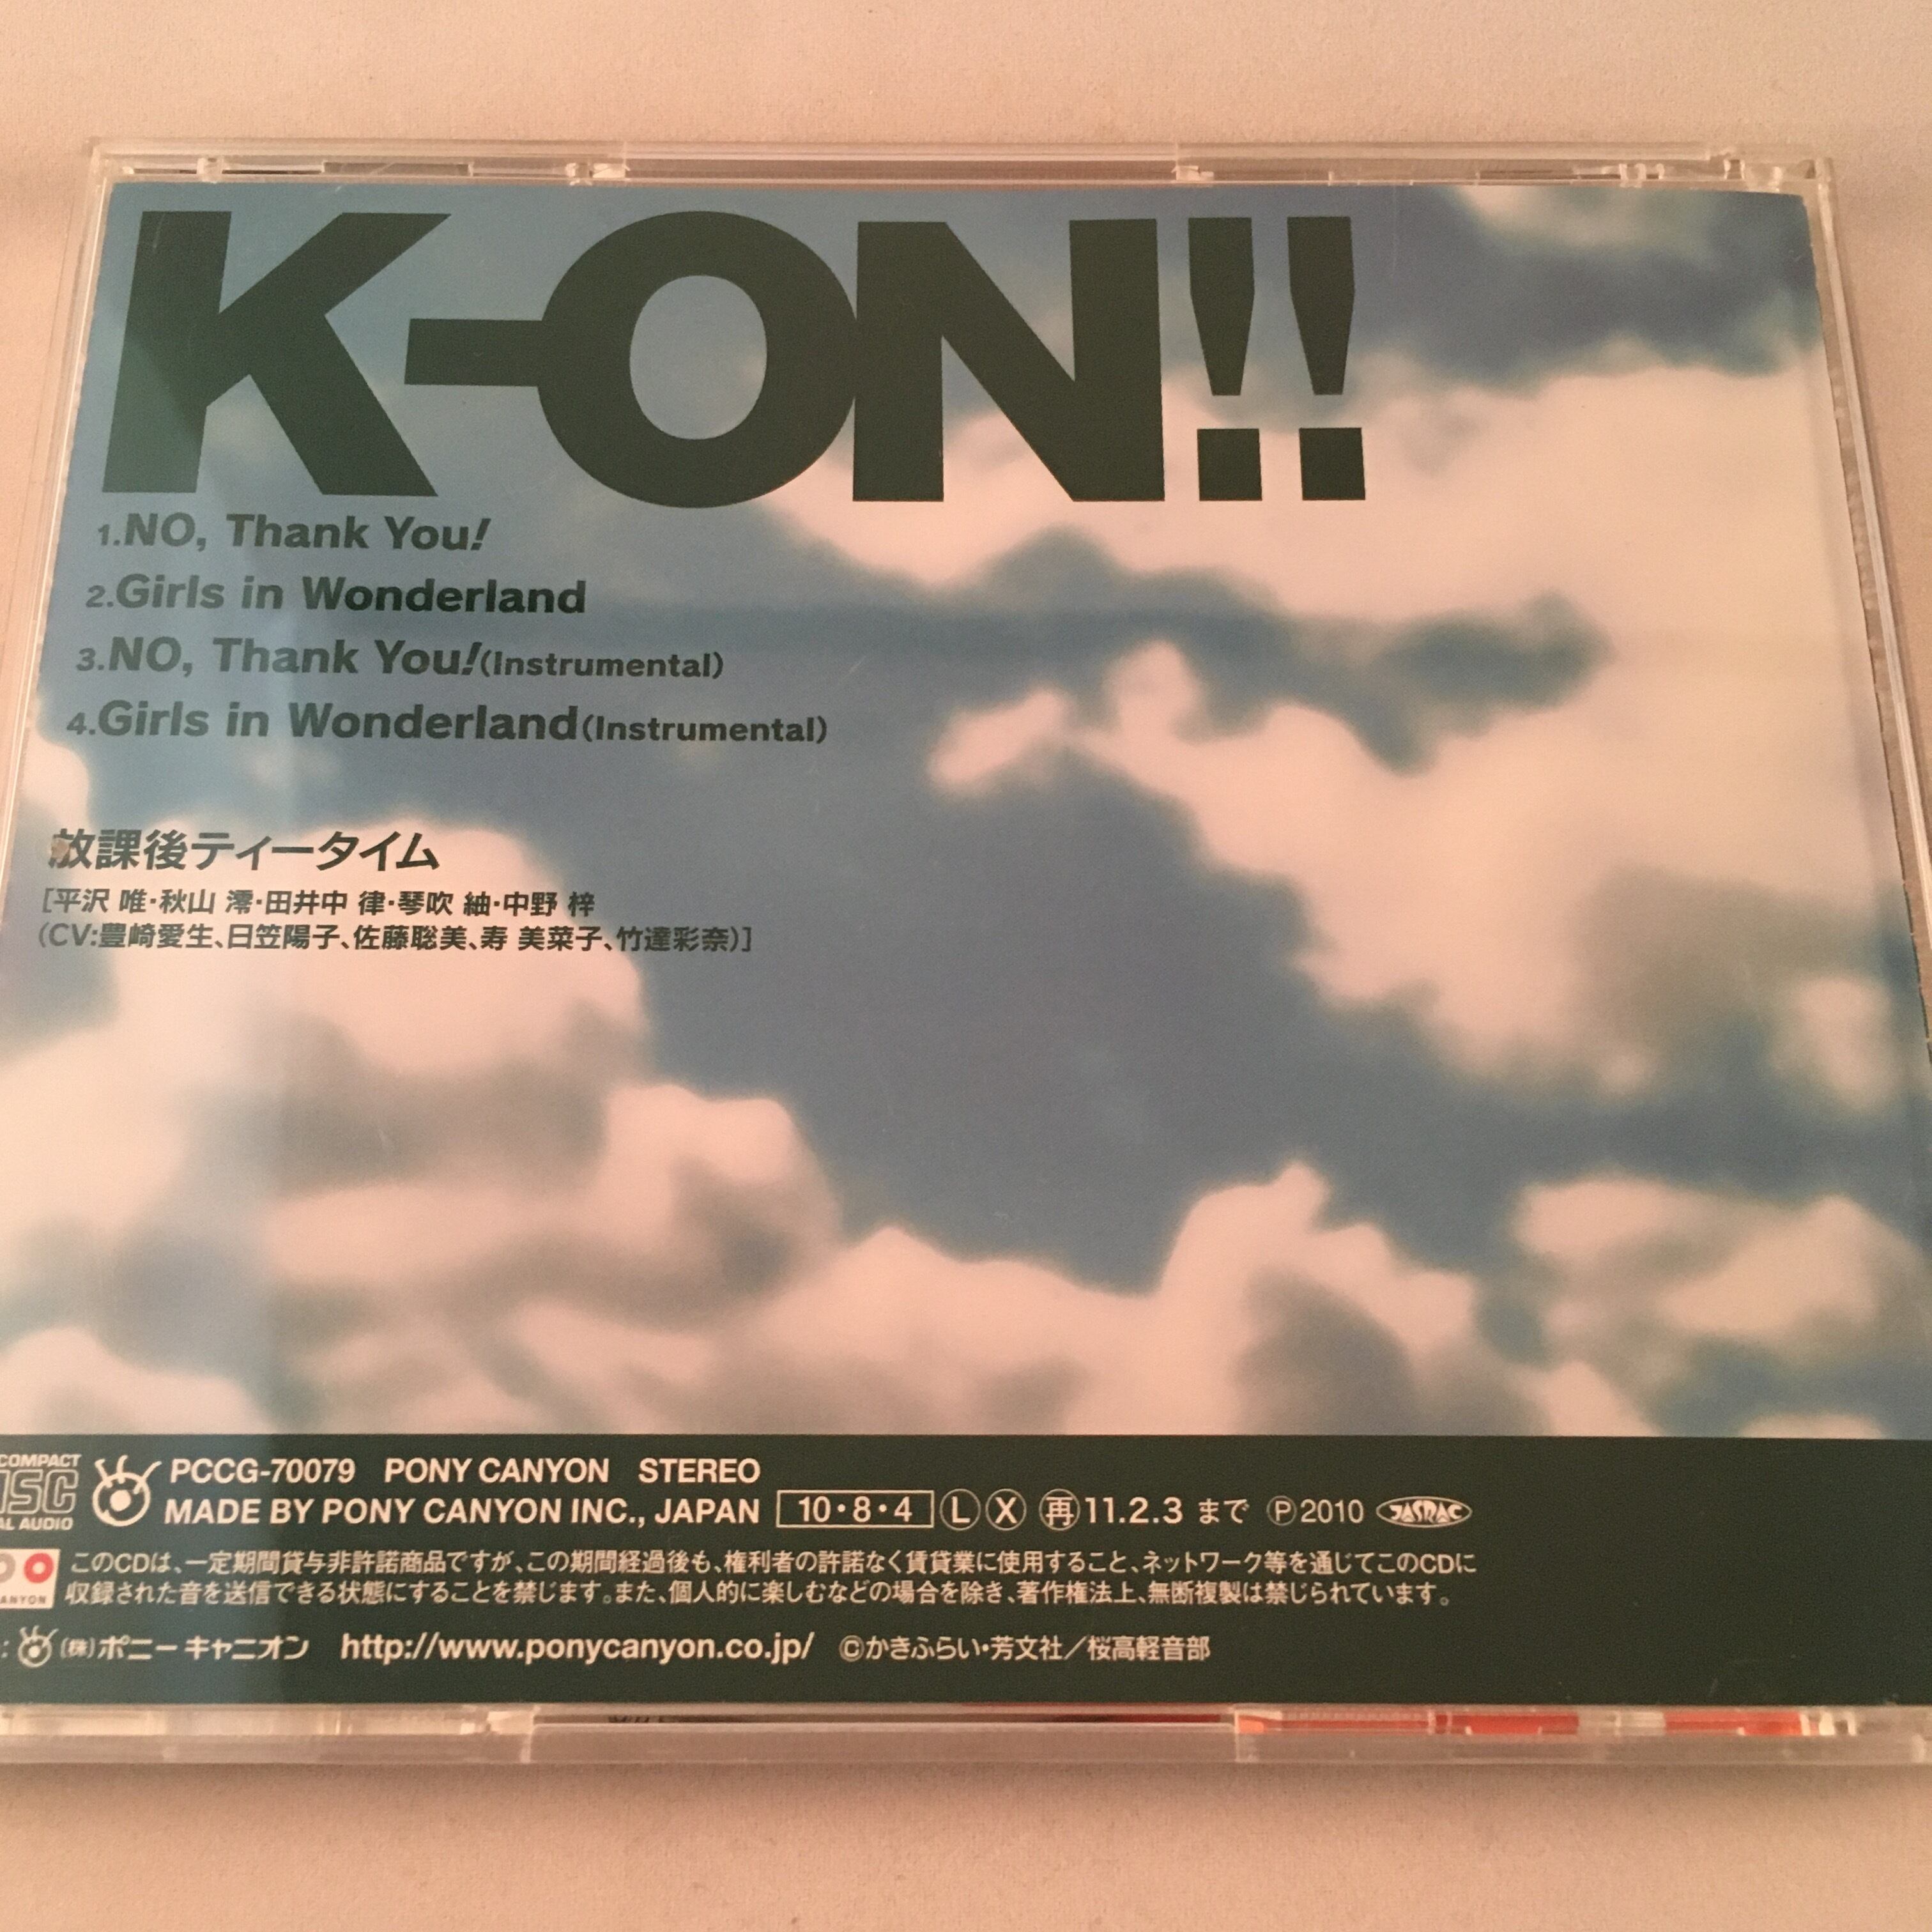 K-ON!!
1.NO, Thank You!
2.Girls in Wonderland
3.NO, Thank You!(Instrumental)
4.Girls in Wonderland(Instrumental)
放課後ティータイム
[平沢 唯・秋山 澪・田井中 律・琴吹 紬・中野 梓
(CV:豊崎愛生、日笠陽子、佐藤聡美、寿 美菜子、竹達彩奈)]
COMPACT
DISC
AL AUDIO
PCCG-70079 PONY CANYON STEREO
MADE BY PONY CANYON INC., JAPAN 10・8・4 Ⓛ Ⓧ ㊡11.2.3 まで Ⓟ2010 JASRAC
このCDは、一定期間貸与非許諾商品ですが、この期間経過後も、権利者の許諾なく賃貸業に使用すること、ネットワーク等を通じてこのCDに
収録された音を送信できる状態にすることを禁じます。また、個人的に楽しむなどの場合を除き、著作権法上、無断複製は禁じられています。
ANYON
: (株)ポニーキャニオン http://www.ponycanyon.co.jp/ ©かきふらい・芳文社／桜高軽音部